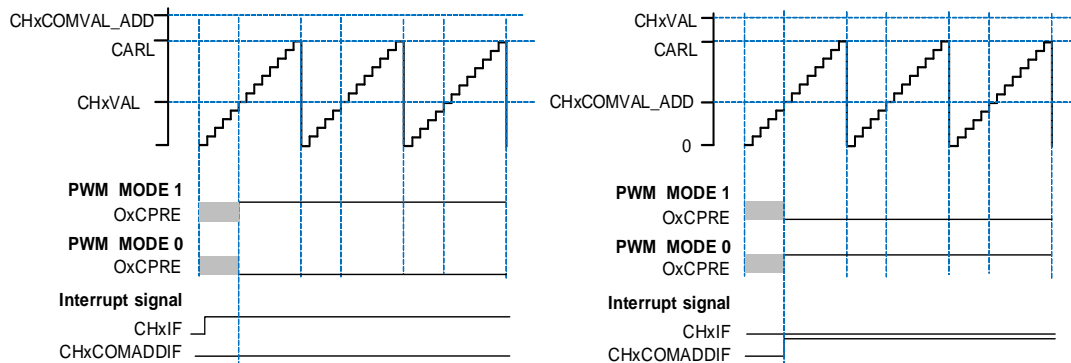 CHxCOMVAL_ADD
CARL
CHxVAL
PWM MODE 1
OxCPRE
PWM MODE 0
OxCPRE
Interrupt signal
CHxIF
CHxCOMADDIF
CHxVAL
CARL
CHxCOMVAL_ADD
0
PWM MODE 1
OxCPRE
PWM MODE 0
OxCPRE
Interrupt signal
CHxIF
CHxCOMADDIF